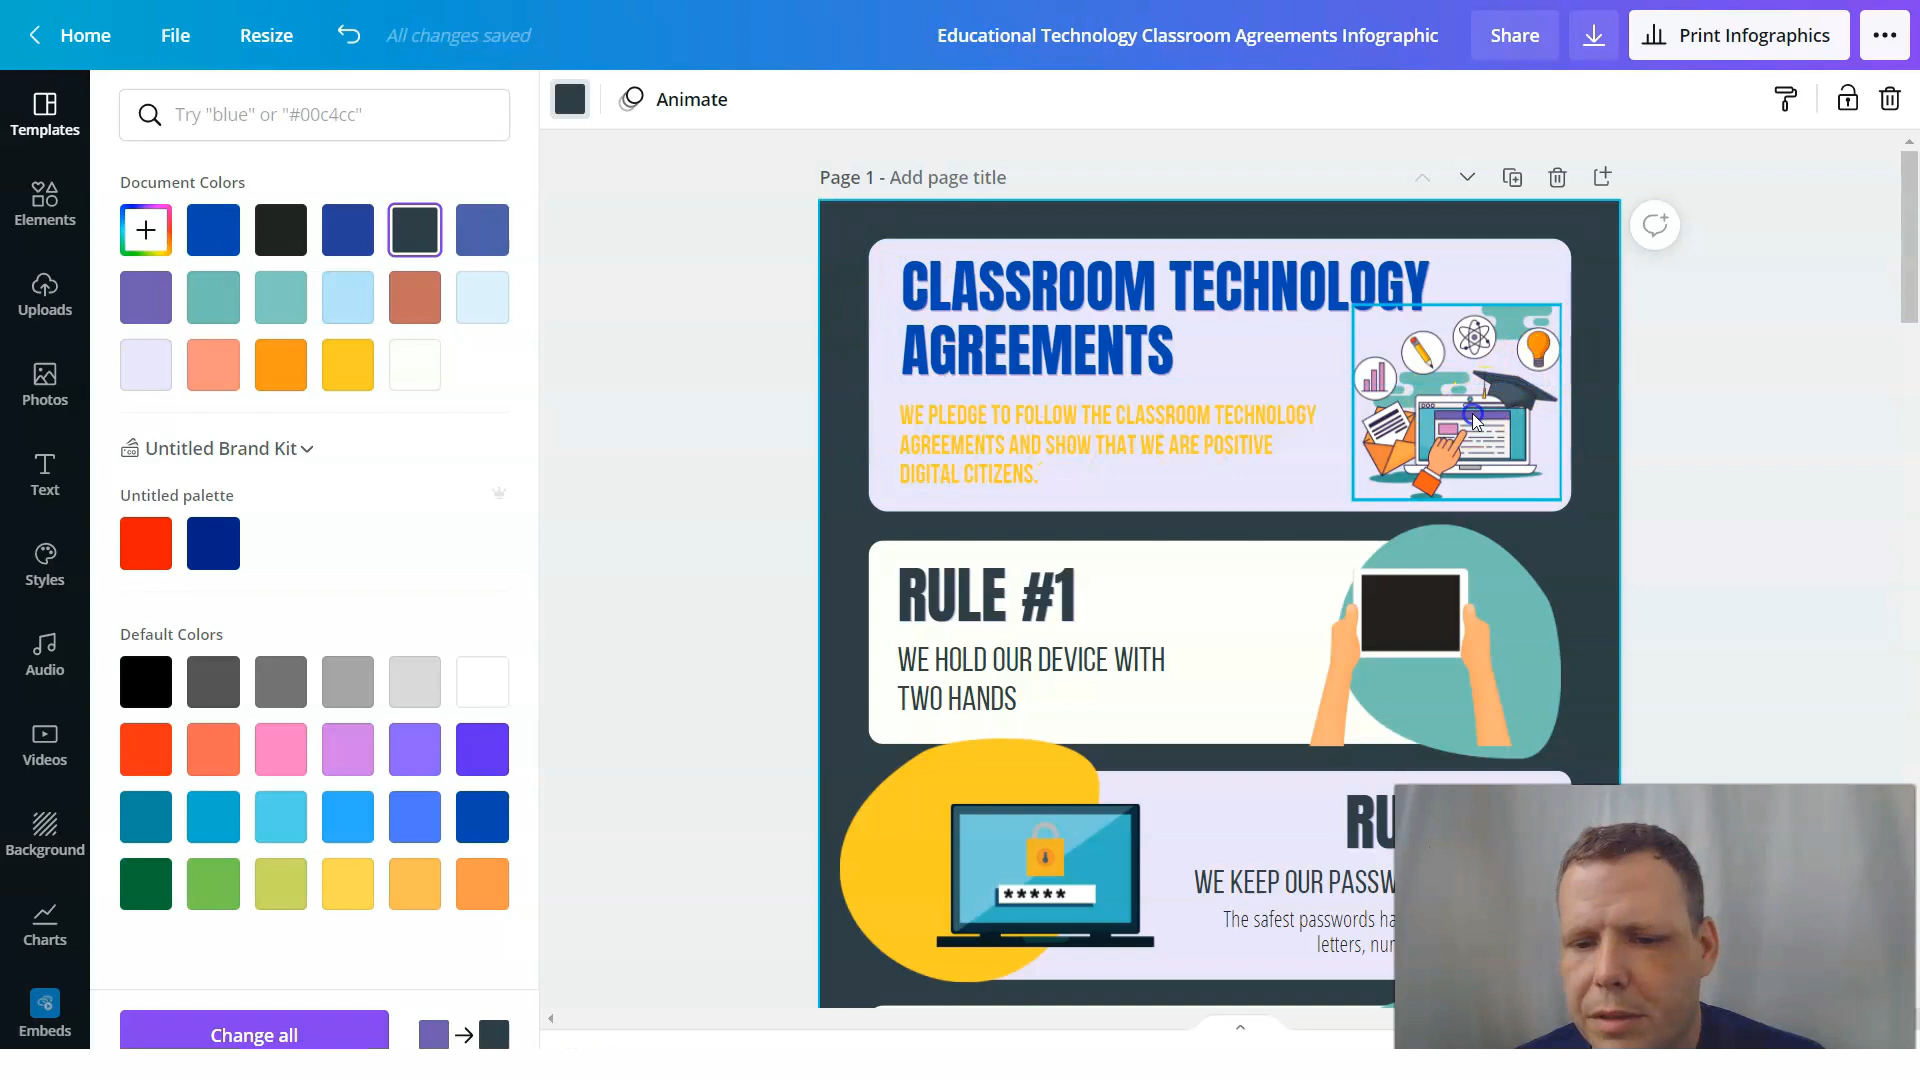 Home
File
Resize
All changes saved
Educational Technology Classroom Agreements Infographic
Share
Print Infographics
Templates
Elements
Uploads
Photos
Text
Styles
Audio
Videos
Background
Charts
Embeds
Try "blue" or "#00c4cc"
Document Colors
Untitled Brand Kit
Untitled palette
Default Colors
Change all
Animate
Page 1 - Add page title
CLASSROOM TECHNOLOGY
AGREEMENTS
WE PLEDGE TO FOLLOW THE CLASSROOM TECHNOLOGY
AGREEMENTS AND SHOW THAT WE ARE POSITIVE
DIGITAL CITIZENS.
RULE #1
WE HOLD OUR DEVICE WITH
TWO HANDS
*****
RU
WE KEEP OUR PASSW
The safest passwords ha
letters, nu